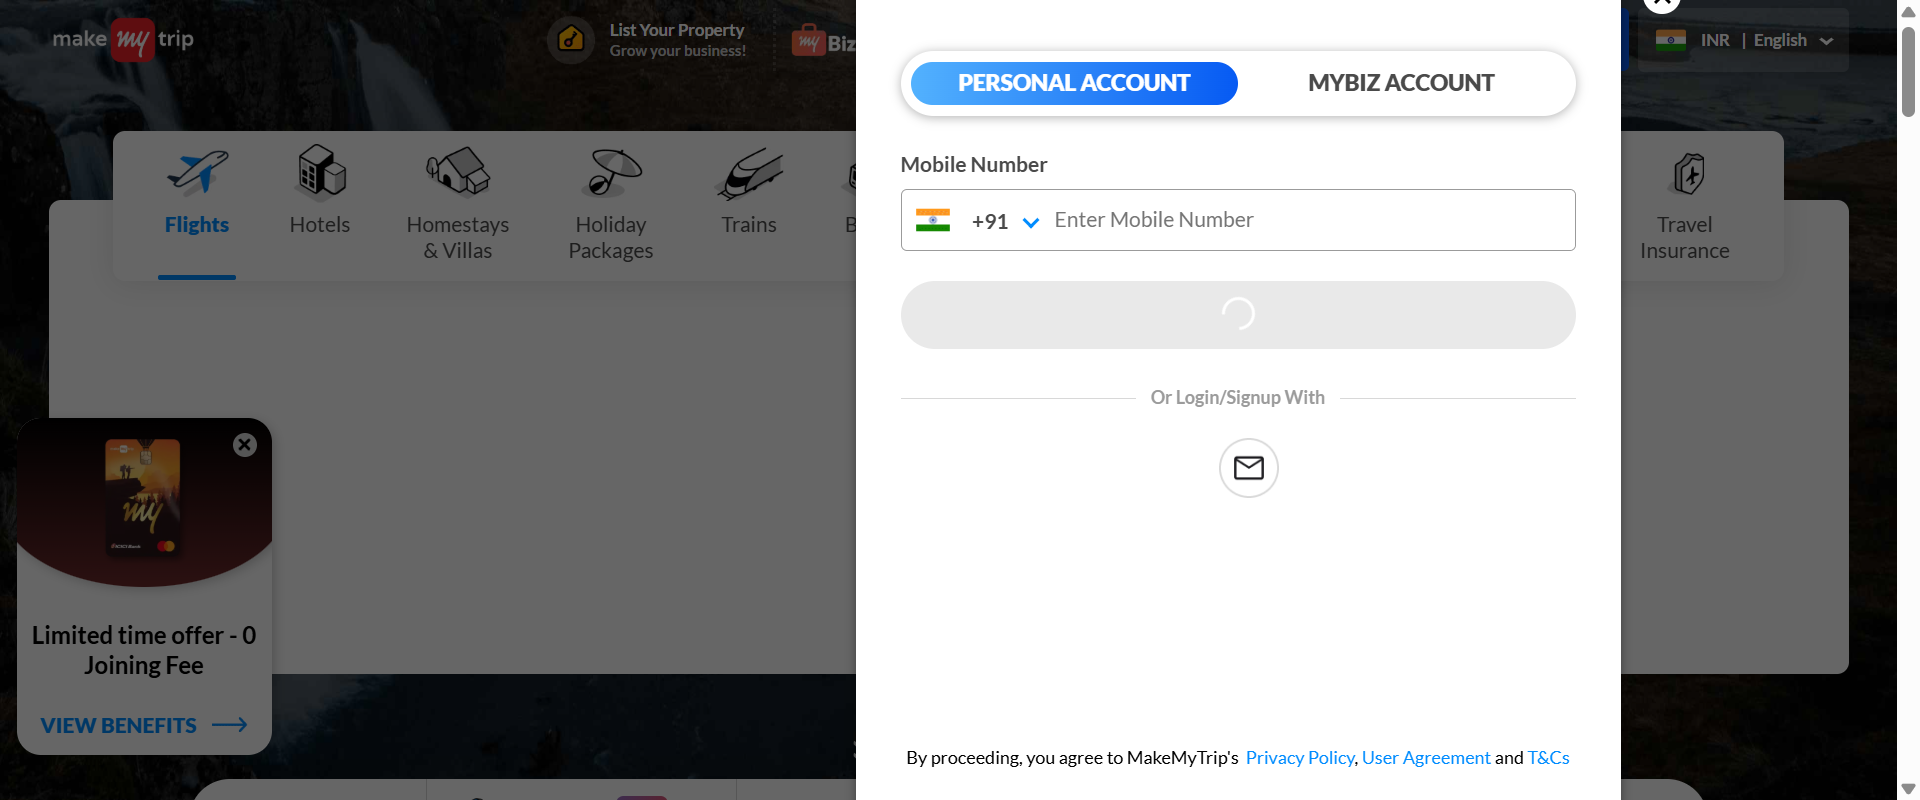 make my trip
List Your Property
Grow your business!
my Biz
INR | English
PERSONAL ACCOUNT
MYBIZ ACCOUNT
Mobile Number
+91
Enter Mobile Number
Flights
Hotels
Homestays
& Villas
Holiday
Packages
Trains
B
Travel
Insurance
Or Login/Signup With
my
Limited time offer - 0
Joining Fee
VIEW BENEFITS
By proceeding, you agree to MakeMyTrip's Privacy Policy, User Agreement and T&Cs